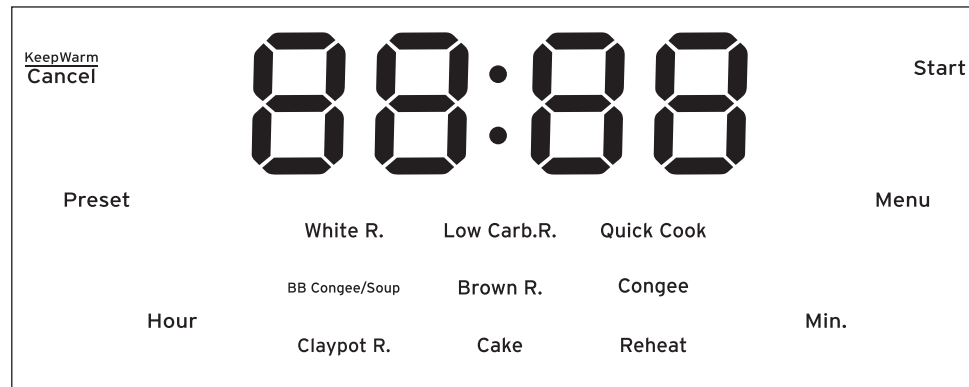 KeepWarm
Cancel
88:88
Start
Preset
Menu
White R.
Low Carb.R.
Quick Cook
BB Congee/Soup
Brown R.
Congee
Hour
Min.
Claypot R.
Cake
Reheat